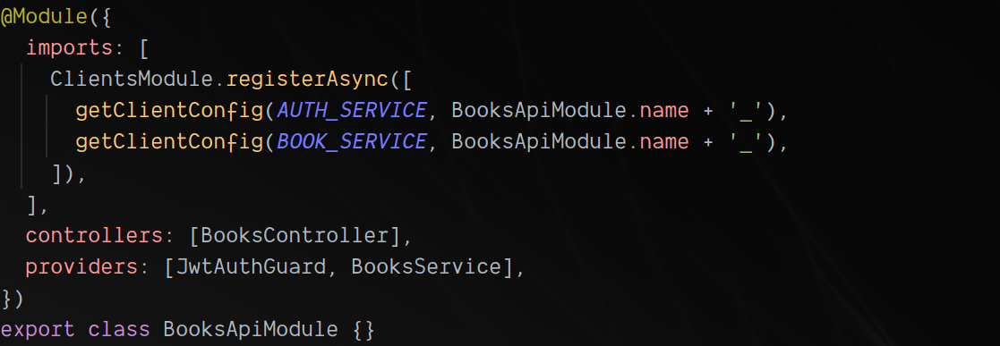 @Module({
  imports: [
    ClientsModule.registerAsync([
      getClientConfig(AUTH_SERVICE, BooksApiModule.name + '_'),
      getClientConfig(BOOK_SERVICE, BooksApiModule.name + '_'),
    ]),
  ],
  controllers: [BooksController],
  providers: [JwtAuthGuard, BooksService],
})
export class BooksApiModule {}